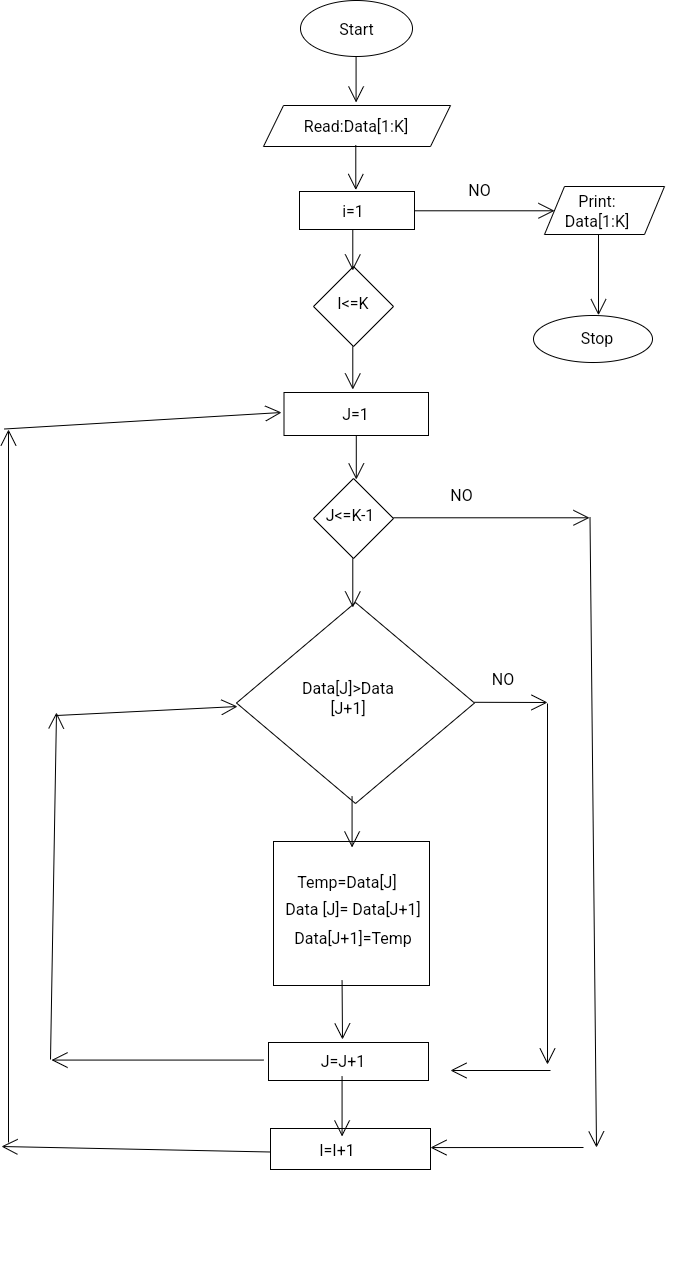 Start
Read:Data[1:K]
i=1
NO
Print:
Data[1:K]
I<=K
Stop
J=1
J<=K-1
NO
Data[J]>Data
[J+1]
NO
Temp=Data[J]
Data [J]= Data[J+1]
Data[J+1]=Temp
J=J+1
I=I+1